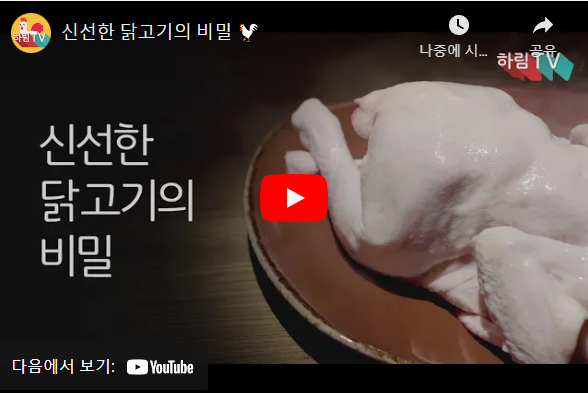 하림TV
신선한 닭고기의 비밀 🐓
나중에 시...
공유
하림TV
신선한
닭고기의
비밀
다음에서 보기: YouTube